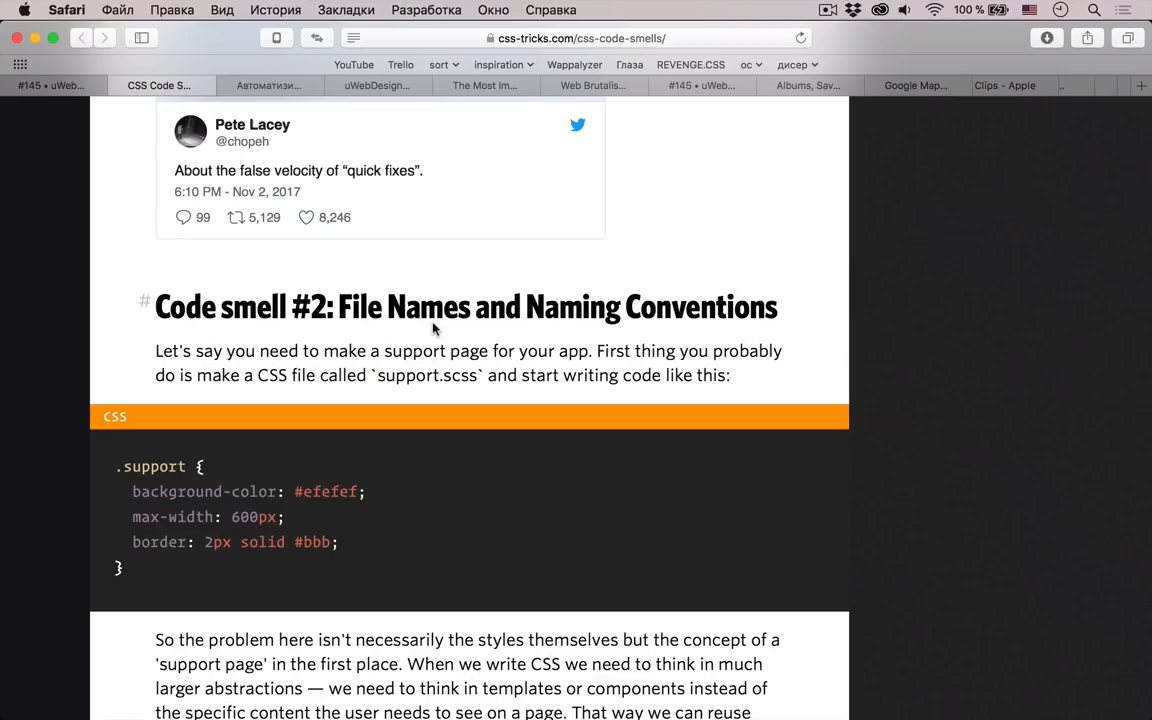 Safari Файл Правка Вид История Закладки Разработка Окно Справка 100 %
css-tricks.com/css-code-smells/
YouTube Trello sort inspiration Wappalyzer Глаза REVENGE.CSS ос дисер
#145 • uWeb... CSS Code S... Автоматизи... uWebDesign... The Most Im... Web Brutalis... #145 • uWeb... Albums, Sav... Google Map... Clips - Apple ..
Pete Lacey
@chopeh
About the false velocity of “quick fixes”.
6:10 PM - Nov 2, 2017
99 5,129 8,246
# Code smell #2: File Names and Naming Conventions
Let's say you need to make a support page for your app. First thing you probably
do is make a CSS file called `support.scss` and start writing code like this:
CSS
.support {
background-color: #efefef;
max-width: 600px;
border: 2px solid #bbb;
}
So the problem here isn't necessarily the styles themselves but the concept of a
'support page' in the first place. When we write CSS we need to think in much
larger abstractions — we need to think in templates or components instead of
the specific content the user needs to see on a page. That way we can reuse